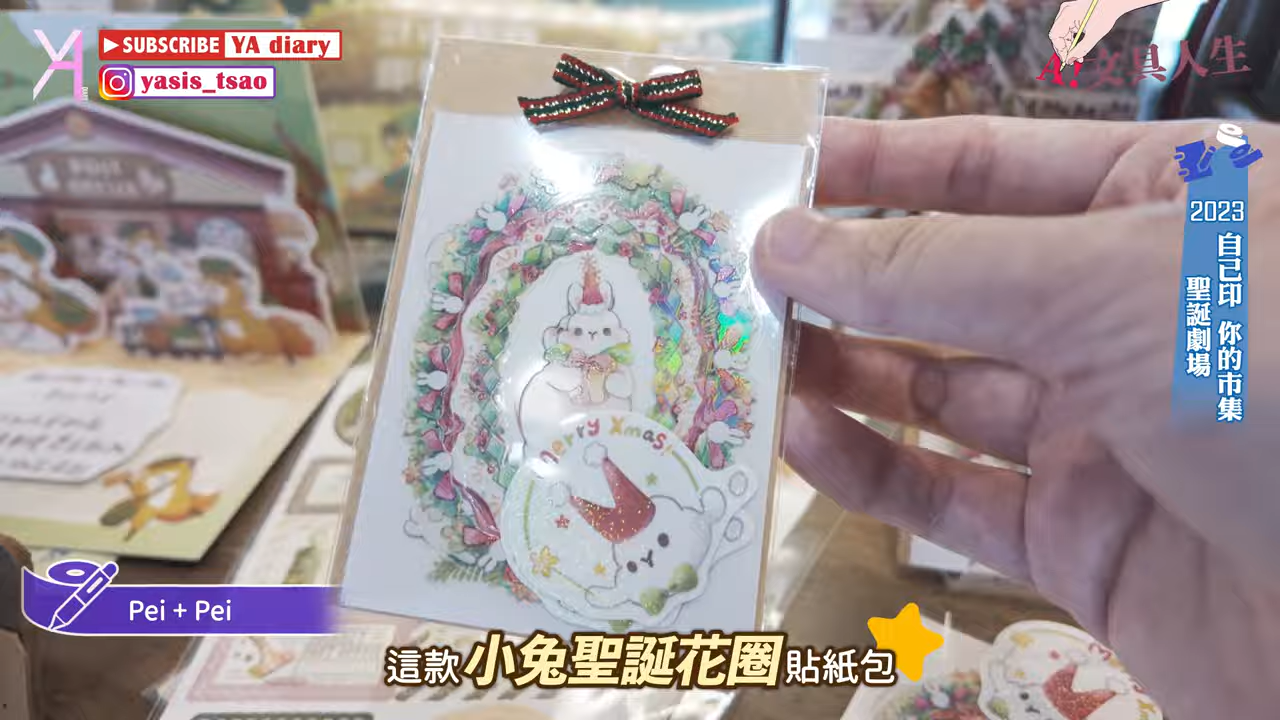 YA
SUBSCRIBE YA diary
yasis_tsao
A!文具人生
2023
自己印 你的市集
聖誕劇場
Merry Xmas!
Pei + Pei
這款小兔聖誕花圈貼紙包